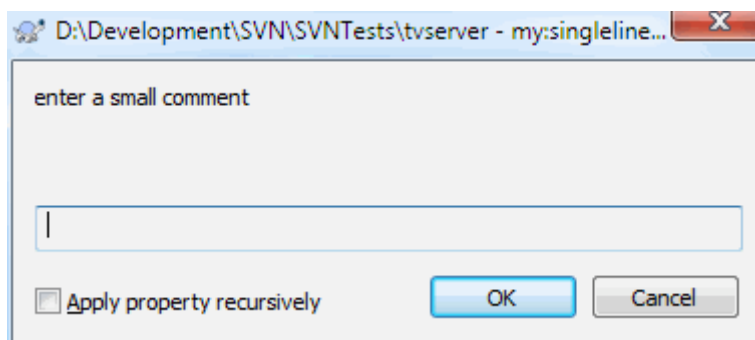 D:\Development\SVN\SVNTests\tvserver - my:singleline...
enter a small comment
Apply property recursively
OK
Cancel